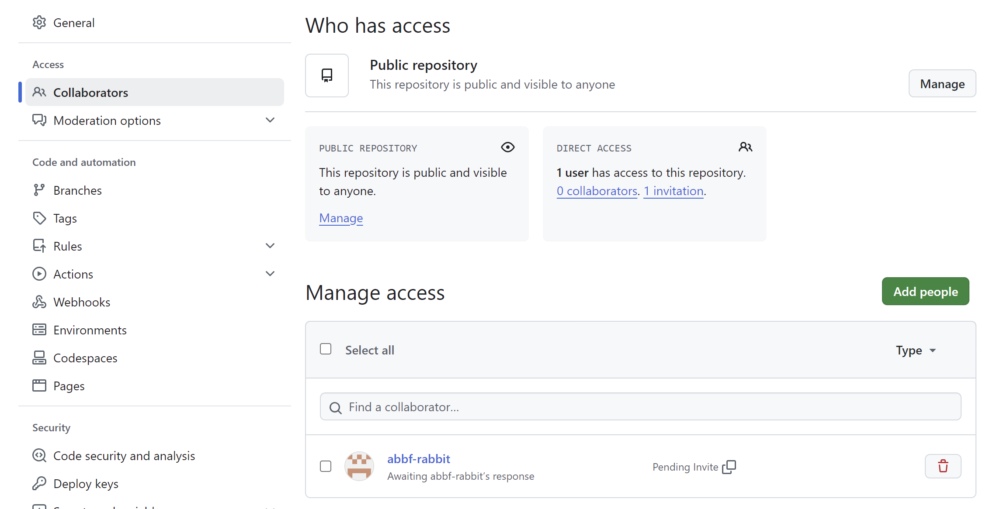 General
Access
Collaborators
Moderation options
Code and automation
Branches
Tags
Rules
Actions
Webhooks
Environments
Codespaces
Pages
Security
Code security and analysis
Deploy keys
Who has access
Public repository
This repository is public and visible to anyone
Manage
PUBLIC REPOSITORY
This repository is public and visible
to anyone.
Manage
DIRECT ACCESS
1 user has access to this repository.
0 collaborators. 1 invitation.
Manage access
Add people
Select all
Type
Find a collaborator...
abbf-rabbit
Awaiting abbf-rabbit’s response
Pending Invite